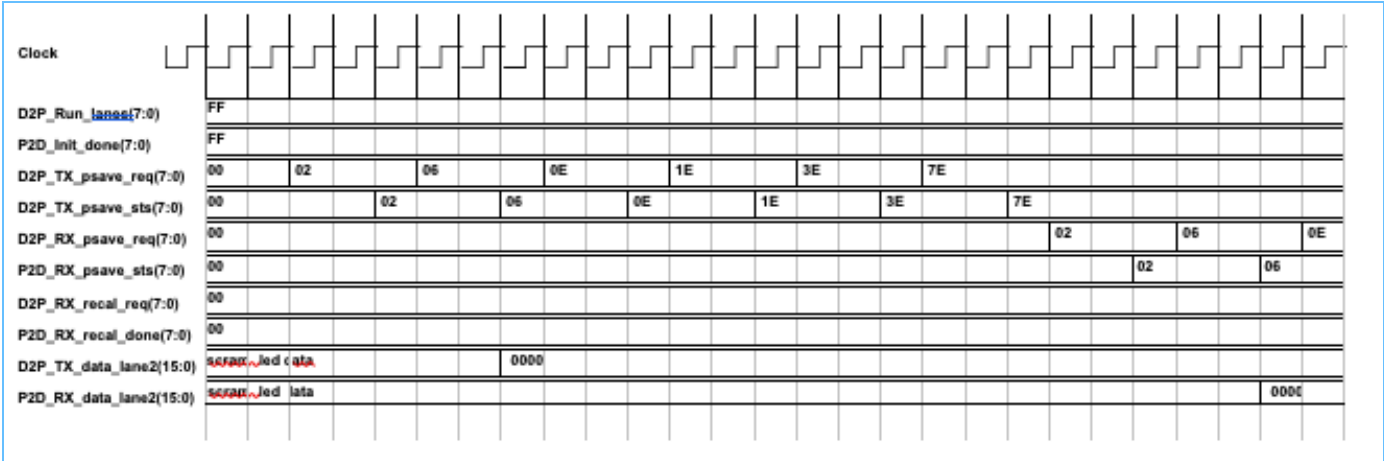 Clock
D2P_Run_lanes(7:0) FF
P2D_Init_done(7:0) FF
D2P_TX_psave_req(7:0) 00 02 06 0E 1E 3E 7E
D2P_TX_psave_sts(7:0) 00 02 06 0E 1E 3E 7E
D2P_RX_psave_req(7:0) 00 02 06 0E
P2D_RX_psave_sts(7:0) 00 02 06
D2P_RX_recal_req(7:0) 00
P2D_RX_recal_done(7:0) 00
D2P_TX_data_lane2(15:0) data 0000
P2D_RX_data_lane2(15:0) 0000